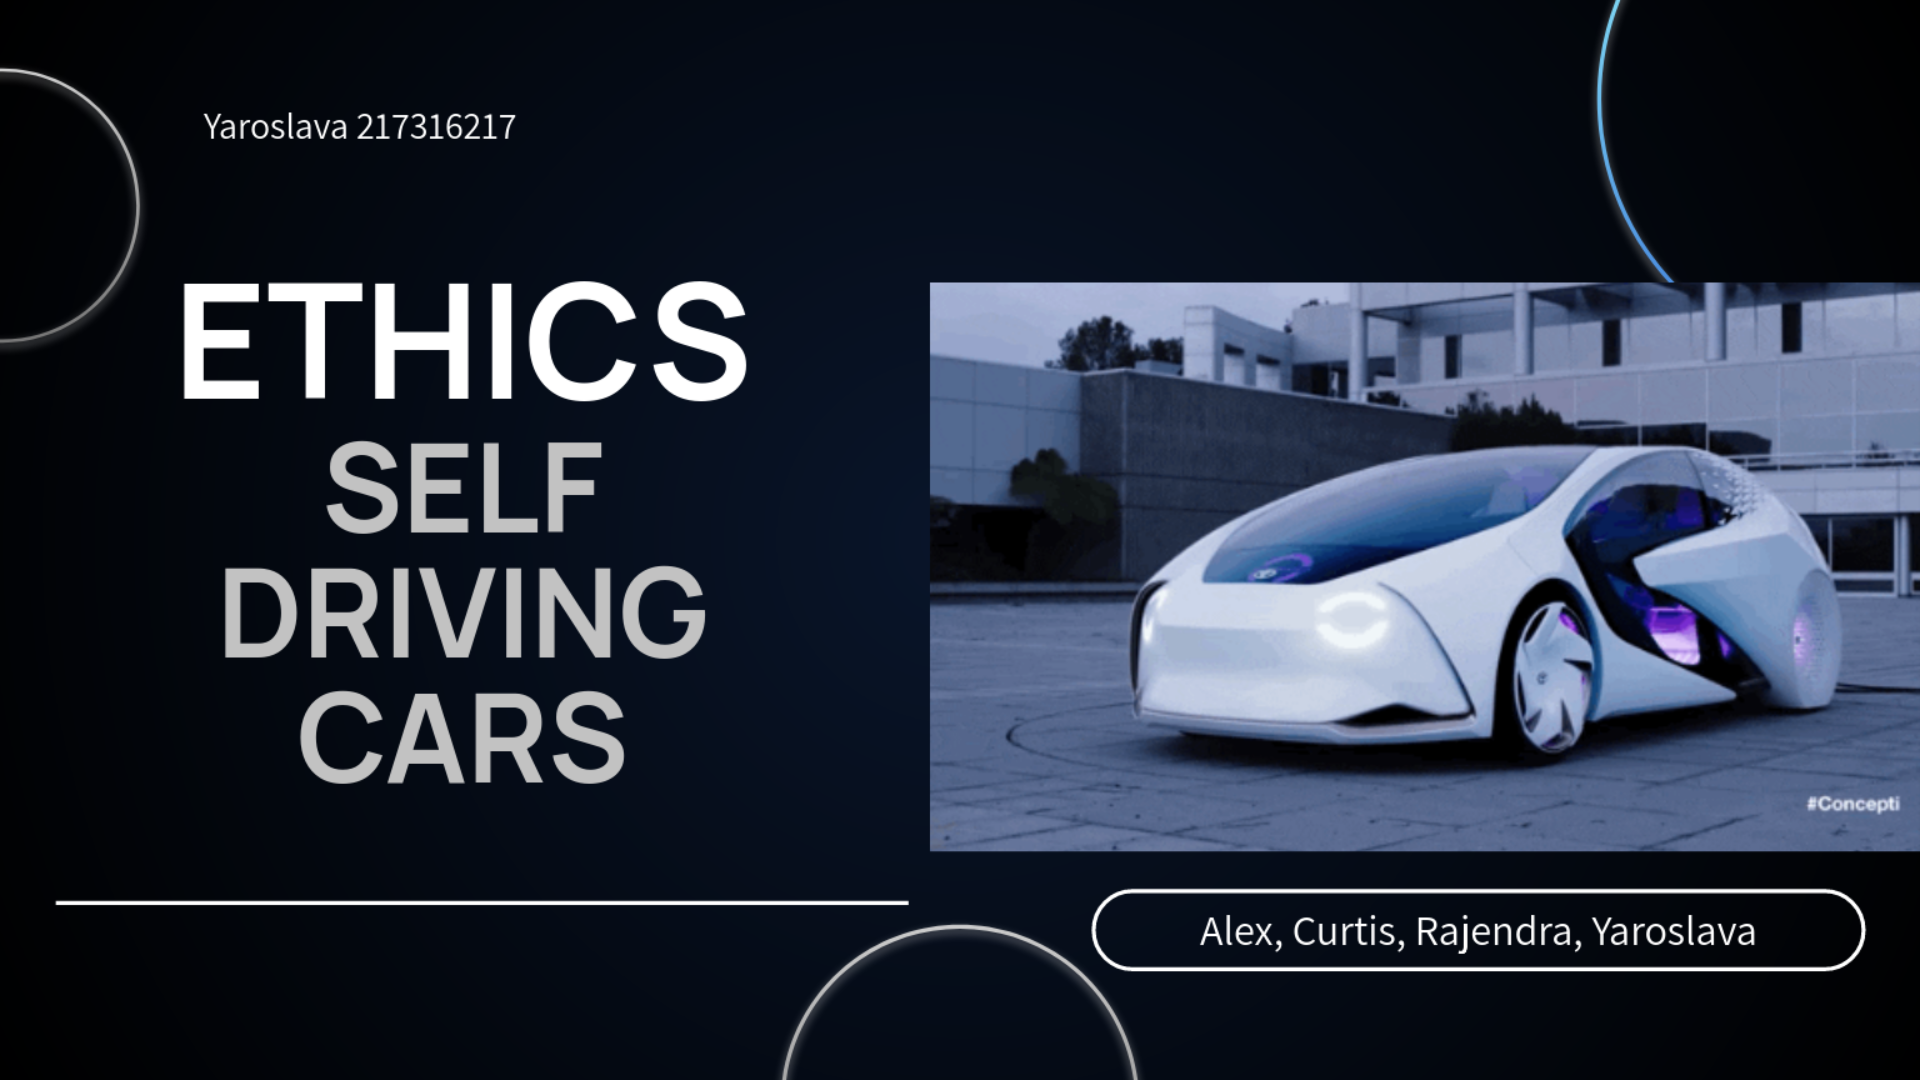 Yaroslava 217316217
ETHICS
SELF
DRIVING
CARS
#Concepti
Alex, Curtis, Rajendra, Yaroslava